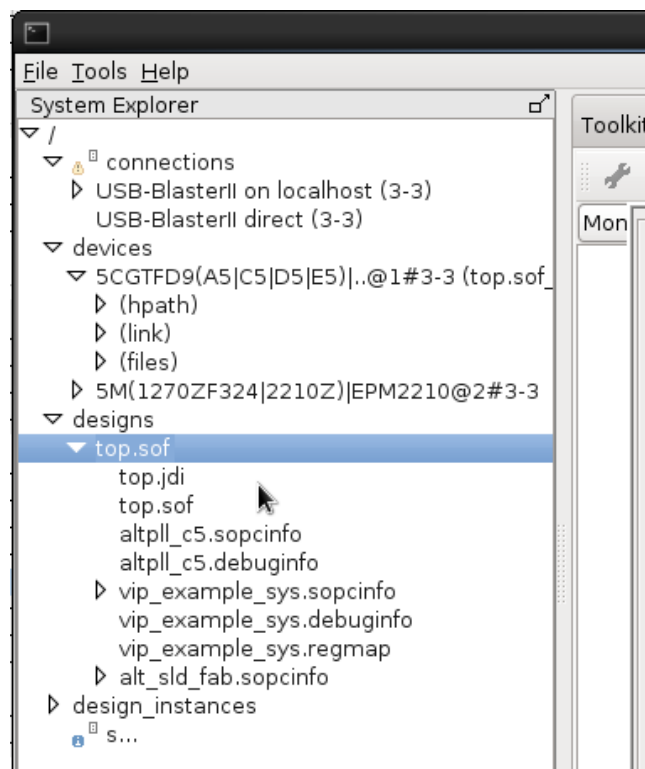 File Tools Help
System Explorer
Toolkit
/
connections
USB-BlasterII on localhost (3-3)
Mon
USB-BlasterII direct (3-3)
devices
5CGTFD9(A5|C5|D5|E5)|..@1#3-3 (top.sof_
(hpath)
(link)
(files)
5M(1270ZF324|2210Z)|EPM2210@2#3-3
designs
top.sof
top.jdi
top.sof
altpll_c5.sopcinfo
altpll_c5.debuginfo
vip_example_sys.sopcinfo
vip_example_sys.debuginfo
vip_example_sys.regmap
alt_sld_fab.sopcinfo
design_instances
s...